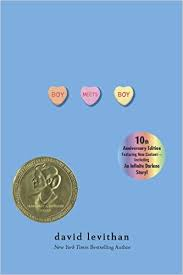 BOY
MEETS
BOY
10th
Anniversary Edition
Featuring New Content—
including
An Infinite Darlene
Story!
david levithan
New York Times Bestselling Author